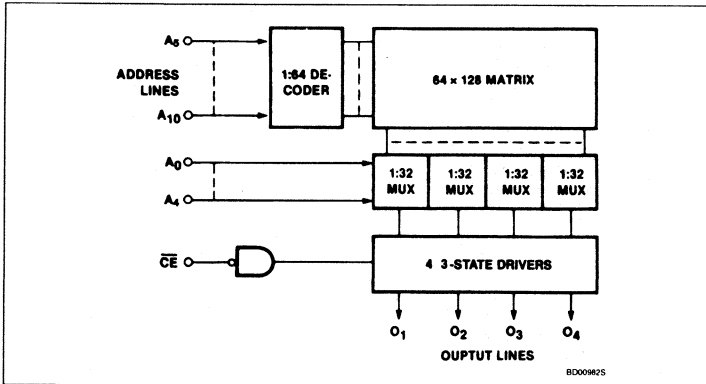 A5
ADDRESS
LINES
A10
1:64 DE-
CODER
64 × 128 MATRIX
A0
A4
1:32
MUX
1:32
MUX
1:32
MUX
1:32
MUX
CE
4 3-STATE DRIVERS
O1 O2 O3 O4
OUPTUT LINES
BD00982S